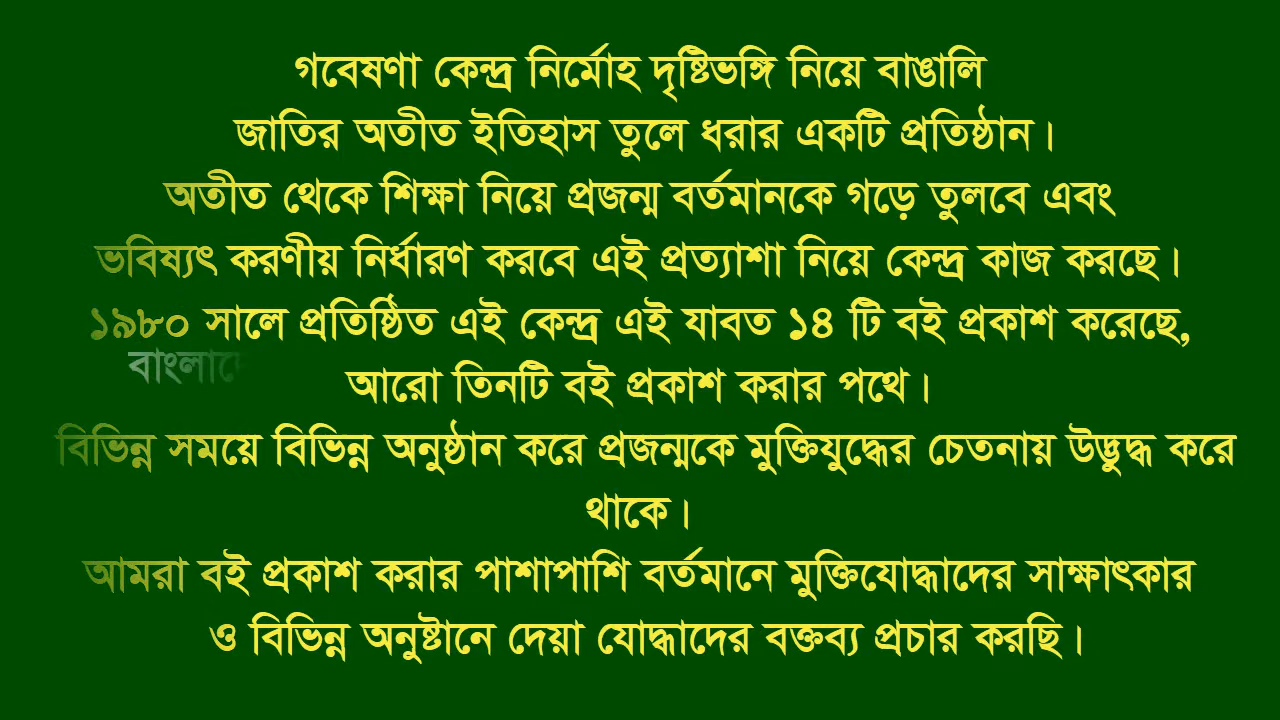 গবেষণা কেন্দ্র নির্মোহ দৃষ্টিভঙ্গি নিয়ে বাঙালি
জাতির অতীত ইতিহাস তুলে ধরার একটি প্রতিষ্ঠান।
অতীত থেকে শিক্ষা নিয়ে প্রজন্ম বর্তমানকে গড়ে তুলবে এবং
ভবিষ্যৎ করণীয় নির্ধারণ করবে এই প্রত্যাশা নিয়ে কেন্দ্র কাজ করছে।
১৯৮০ সালে প্রতিষ্ঠিত এই কেন্দ্র এই যাবত ১৪ টি বই প্রকাশ করেছে,
আরো তিনটি বই প্রকাশ করার পথে।
বিভিন্ন সময়ে বিভিন্ন অনুষ্ঠান করে প্রজন্মকে মুক্তিযুদ্ধের চেতনায় উদ্ভুদ্ধ করে
থাকে।
আমরা বই প্রকাশ করার পাশাপাশি বর্তমানে মুক্তিযোদ্ধাদের সাক্ষাৎকার
ও বিভিন্ন অনুষ্টানে দেয়া যোদ্ধাদের বক্তব্য প্রচার করছি।